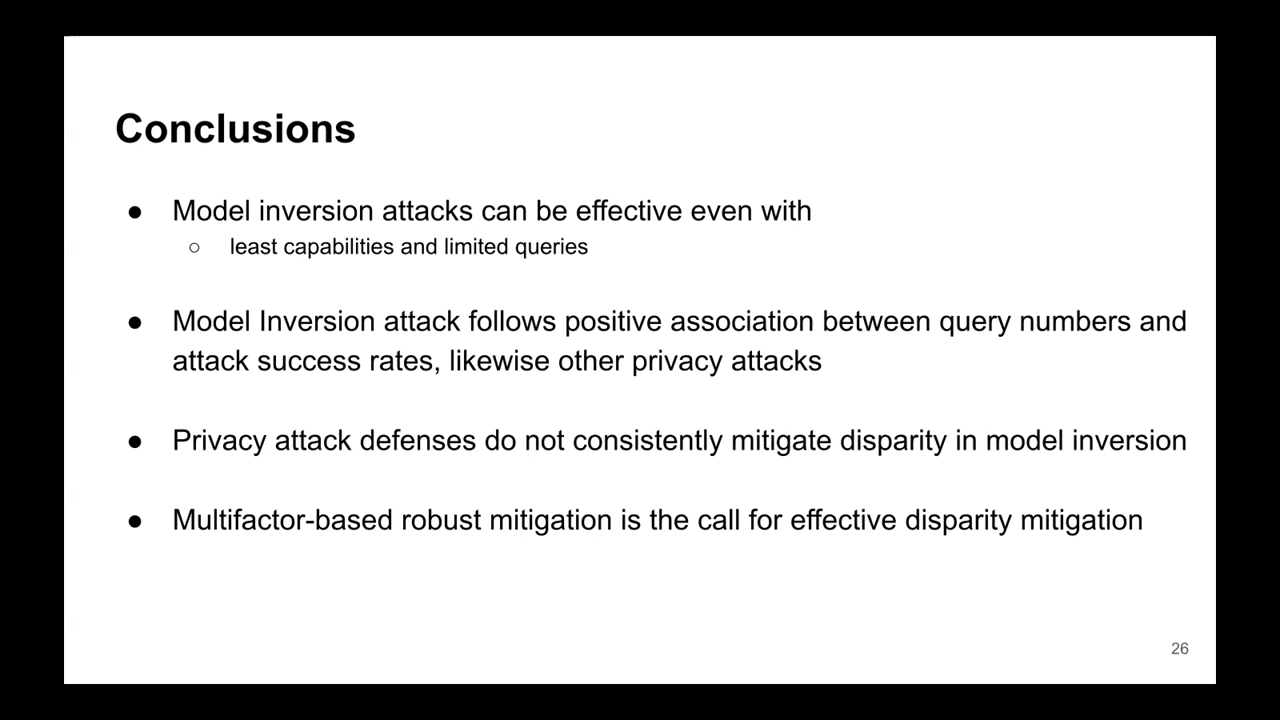 Conclusions
● Model inversion attacks can be effective even with
○ least capabilities and limited queries
● Model Inversion attack follows positive association between query numbers and
attack success rates, likewise other privacy attacks
● Privacy attack defenses do not consistently mitigate disparity in model inversion
● Multifactor-based robust mitigation is the call for effective disparity mitigation
26